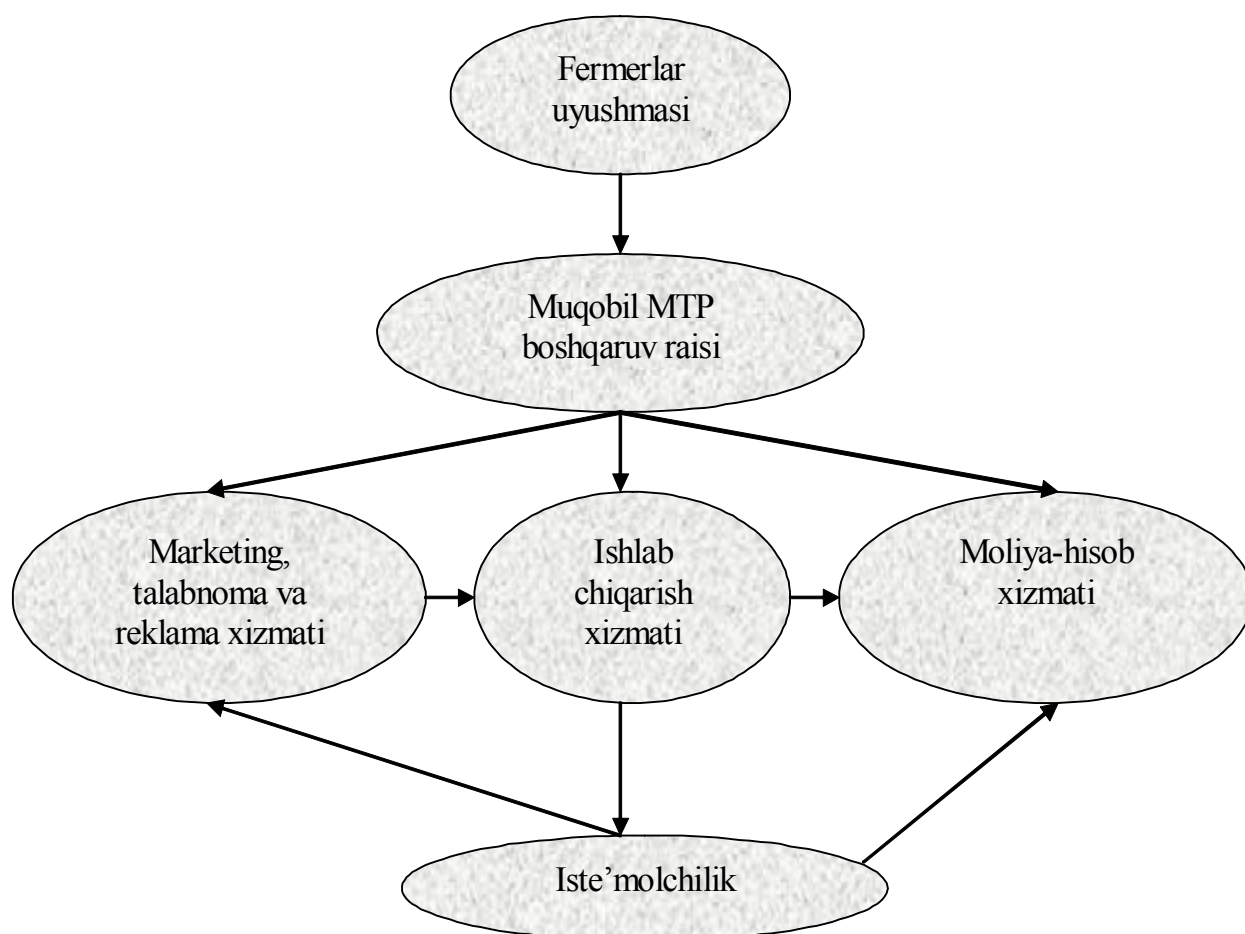 Fermerlar
uyushmasi
Muqobil MTP
boshqaruv raisi
Marketing,
talabnoma va
reklama xizmati
Ishlab
chiqarish
xizmati
Moliya-hisob
xizmati
Iste’molchilik